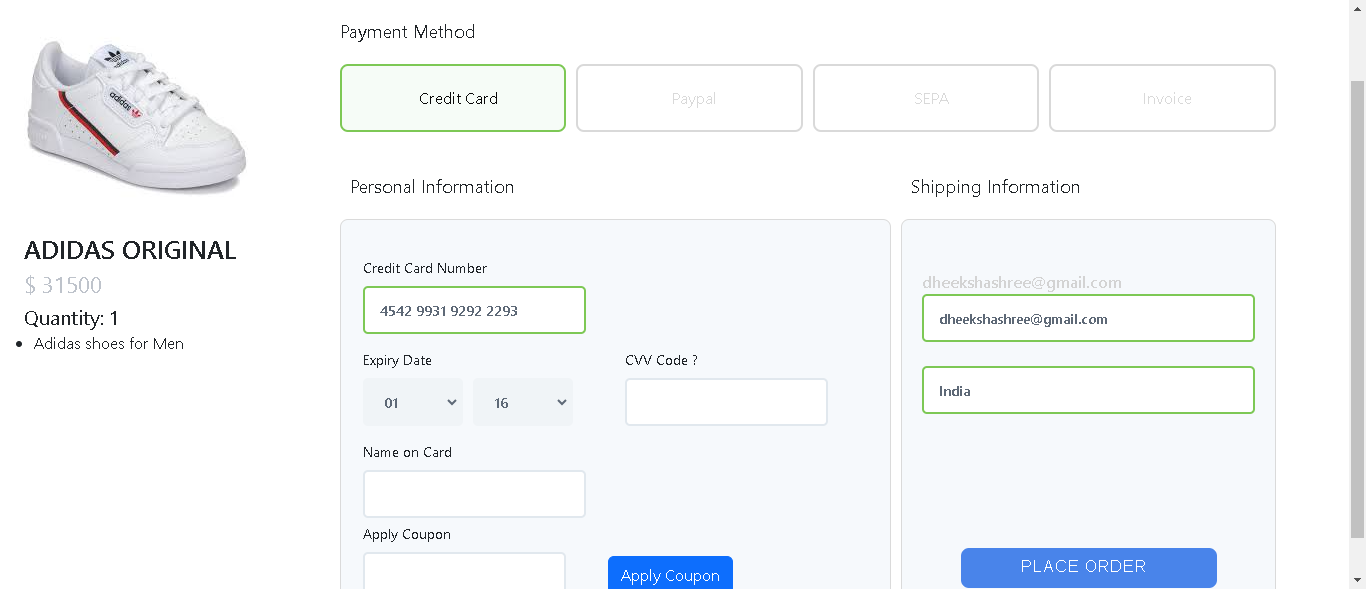 Payment Method
Credit Card
Paypal
SEPA
Invoice
adidas
adidas
ADIDAS ORIGINAL
$ 31500
Quantity: 1
Adidas shoes for Men
Personal Information
Credit Card Number
4542 9931 9292 2293
Expiry Date
01
16
CVV Code ?
Name on Card
Apply Coupon
Apply Coupon
Shipping Information
dheekshashree@gmail.com
dheekshashree@gmail.com
India
PLACE ORDER